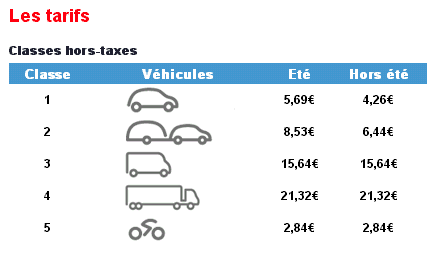 Les tarifs
Classes hors-taxes
Classe Véhicules Eté Hors été
1 5,69€ 4,26€
2 8,53€ 6,44€
3 15,64€ 15,64€
4 21,32€ 21,32€
5 2,84€ 2,84€